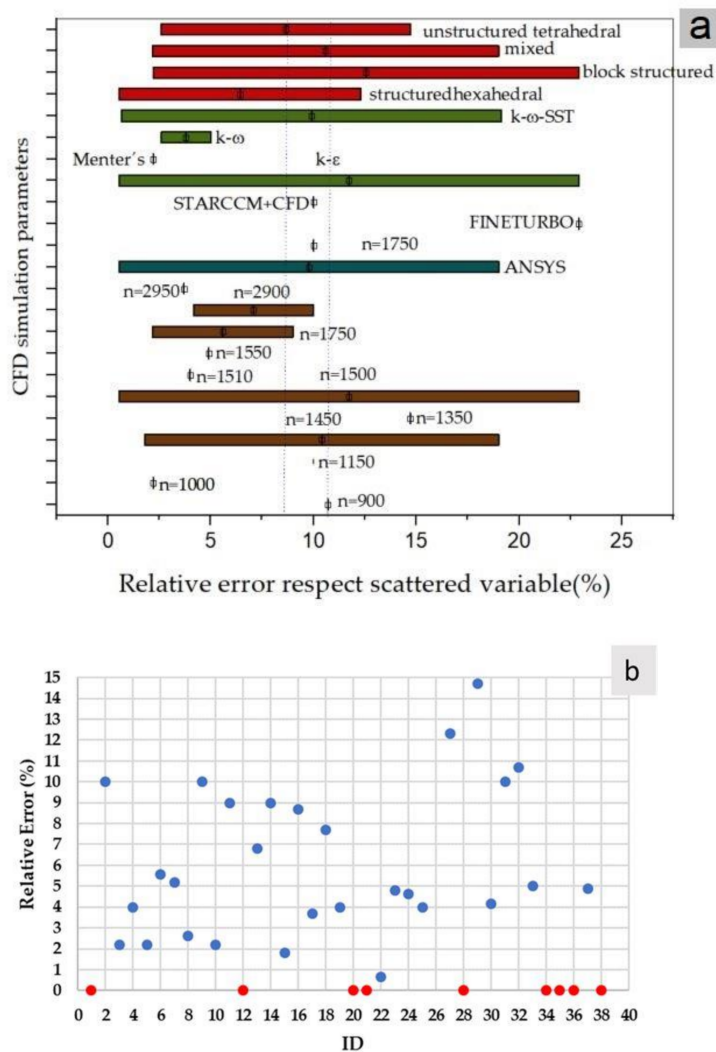 a
unstructured tetrahedral
mixed
block structured
structuredhexahedral
k-ω-SST
k-ω
Menter´s
k-ε
STARCCM+CFD
FINETURBO
n=1750
ANSYS
n=2950
n=2900
n=1750
n=1550
n=1510
n=1500
n=1450
n=1350
n=1150
n=1000
n=900
CFD simulation parameters
0 5 10 15 20 25
Relative error respect scattered variable(%)
b
15
14
13
12
11
10
9
8
7
6
5
4
3
2
1
0
Relative Error (%)
0 2 4 6 8 10 12 14 16 18 20 22 24 26 28 30 32 34 36 38 40
ID